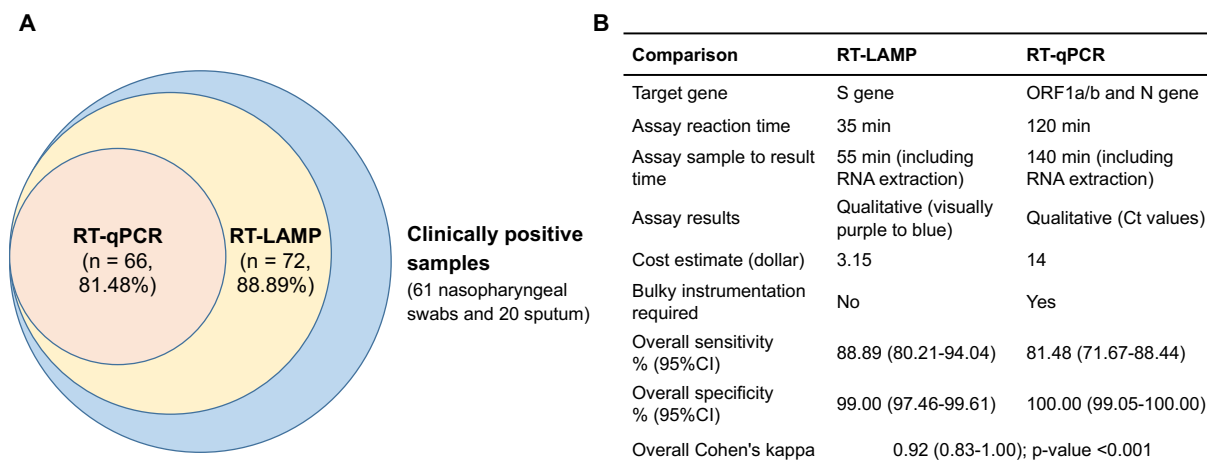 A
RT-qPCR
(n = 66,
81.48%)
RT-LAMP
(n = 72,
88.89%)
Clinically positive
samples
(61 nasopharyngeal
swabs and 20 sputum)
B
Comparison RT-LAMP RT-qPCR
Target gene S gene ORF1a/b and N gene
Assay reaction time 35 min 120 min
Assay sample to result 55 min (including 140 min (including
time RNA extraction) RNA extraction)
Assay results Qualitative (visually Qualitative (Ct values)
purple to blue)
Cost estimate (dollar) 3.15 14
Bulky instrumentation No Yes
required
Overall sensitivity 88.89 (80.21-94.04) 81.48 (71.67-88.44)
% (95%CI)
Overall specificity 99.00 (97.46-99.61) 100.00 (99.05-100.00)
% (95%CI)
Overall Cohen's kappa 0.92 (0.83-1.00); p-value <0.001